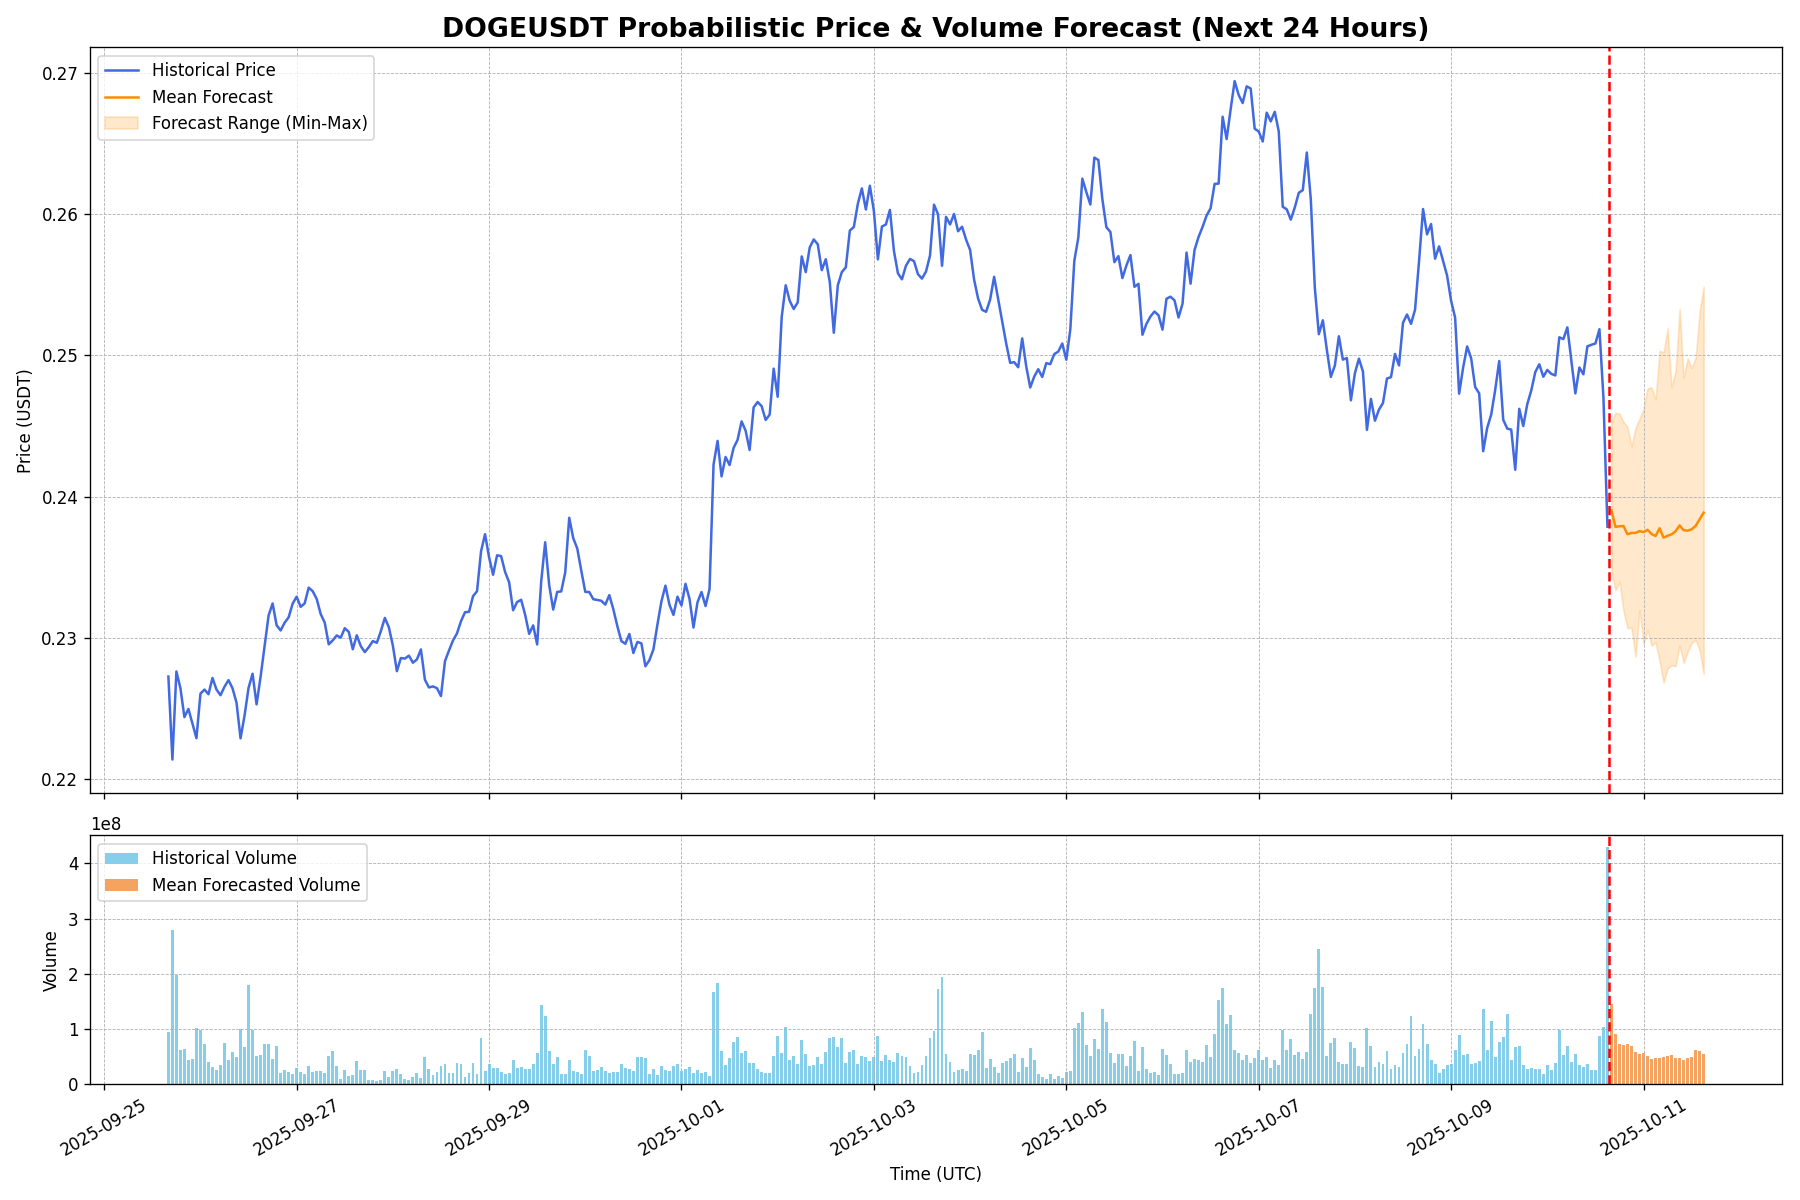 DOGEUSDT Probabilistic Price & Volume Forecast (Next 24 Hours)
Historical Price
Mean Forecast
Forecast Range (Min-Max)
0.27
0.26
0.25
0.24
0.23
0.22
Price (USDT)
1e8
Historical Volume
Mean Forecasted Volume
4
3
2
1
0
Volume
2025-09-25
2025-09-27
2025-09-29
2025-10-01
2025-10-03
2025-10-05
2025-10-07
2025-10-09
2025-10-11
Time (UTC)